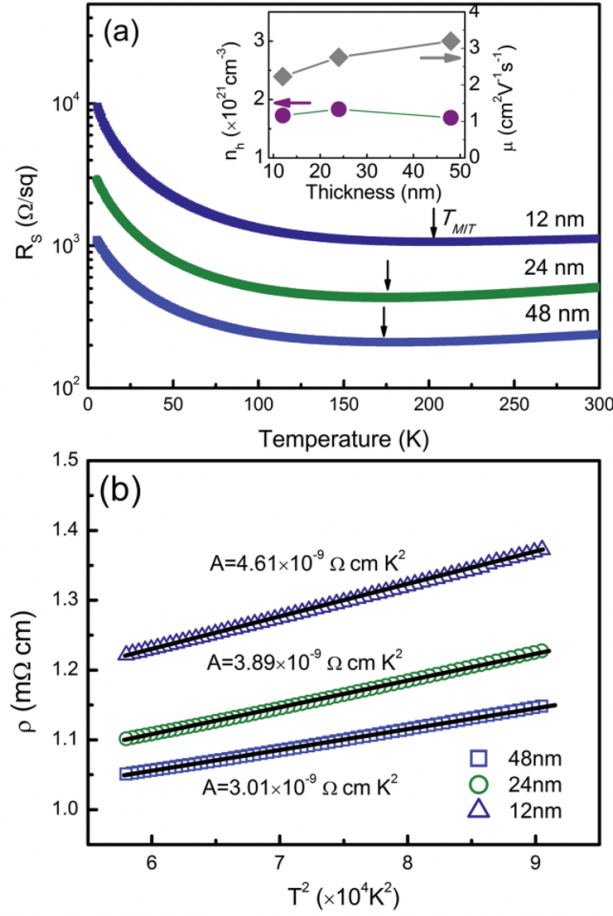 (a)
n_h (×10^21 cm^-3)
3
2
1
4
3
2
1
0
μ (cm^2V^-1s^-1)
10 20 30 40 50
Thickness (nm)
R_S (Ω/sq)
10^4
10^3
10^2
T_MIT
12 nm
24 nm
48 nm
0 50 100 150 200 250 300
Temperature (K)
(b)
ρ (mΩ cm)
1.5
1.4
1.3
1.2
1.1
1.0
A=4.61×10^-9 Ω cm K^2
A=3.89×10^-9 Ω cm K^2
A=3.01×10^-9 Ω cm K^2
48nm
24nm
12nm
6 7 8 9
T^2 (×10^4K^2)